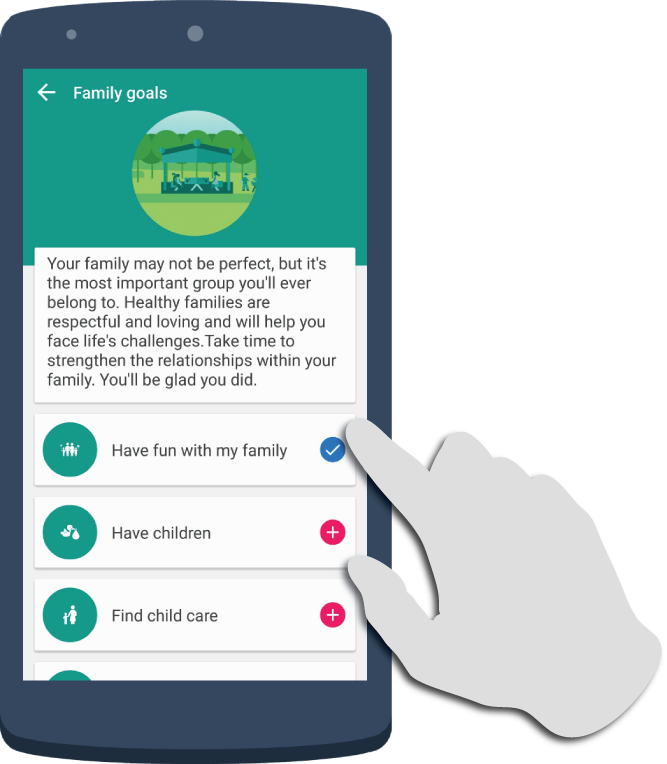 Family goals
Your family may not be perfect, but it's
the most important group you'll ever
belong to. Healthy families are
respectful and loving and will help you
face life's challenges.Take time to
strengthen the relationships within your
family. You'll be glad you did.
Have fun with my family
Have children
Find child care